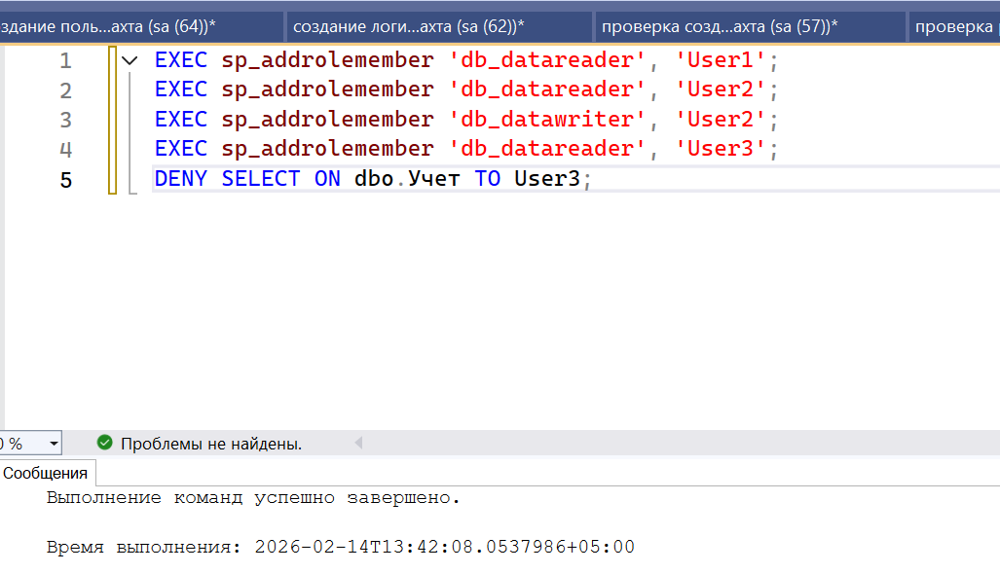 здание поль...ахта (sa (64))*
создание логи...ахта (sa (62))*
проверка созд...ахта (sa (57))*
проверка
1 EXEC sp_addrolemember 'db_datareader', 'User1';
2 EXEC sp_addrolemember 'db_datareader', 'User2';
3 EXEC sp_addrolemember 'db_datawriter', 'User2';
4 EXEC sp_addrolemember 'db_datareader', 'User3';
5 DENY SELECT ON dbo.Учет TO User3;
% Проблемы не найдены.
Сообщения
Выполнение команд успешно завершено.
Время выполнения: 2026-02-14T13:42:08.0537986+05:00